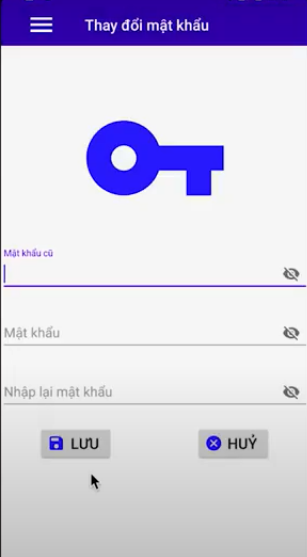 Thay đổi mật khẩu
Mật khẩu cũ
Mật khẩu
Nhập lại mật khẩu
LƯU
HUỶ